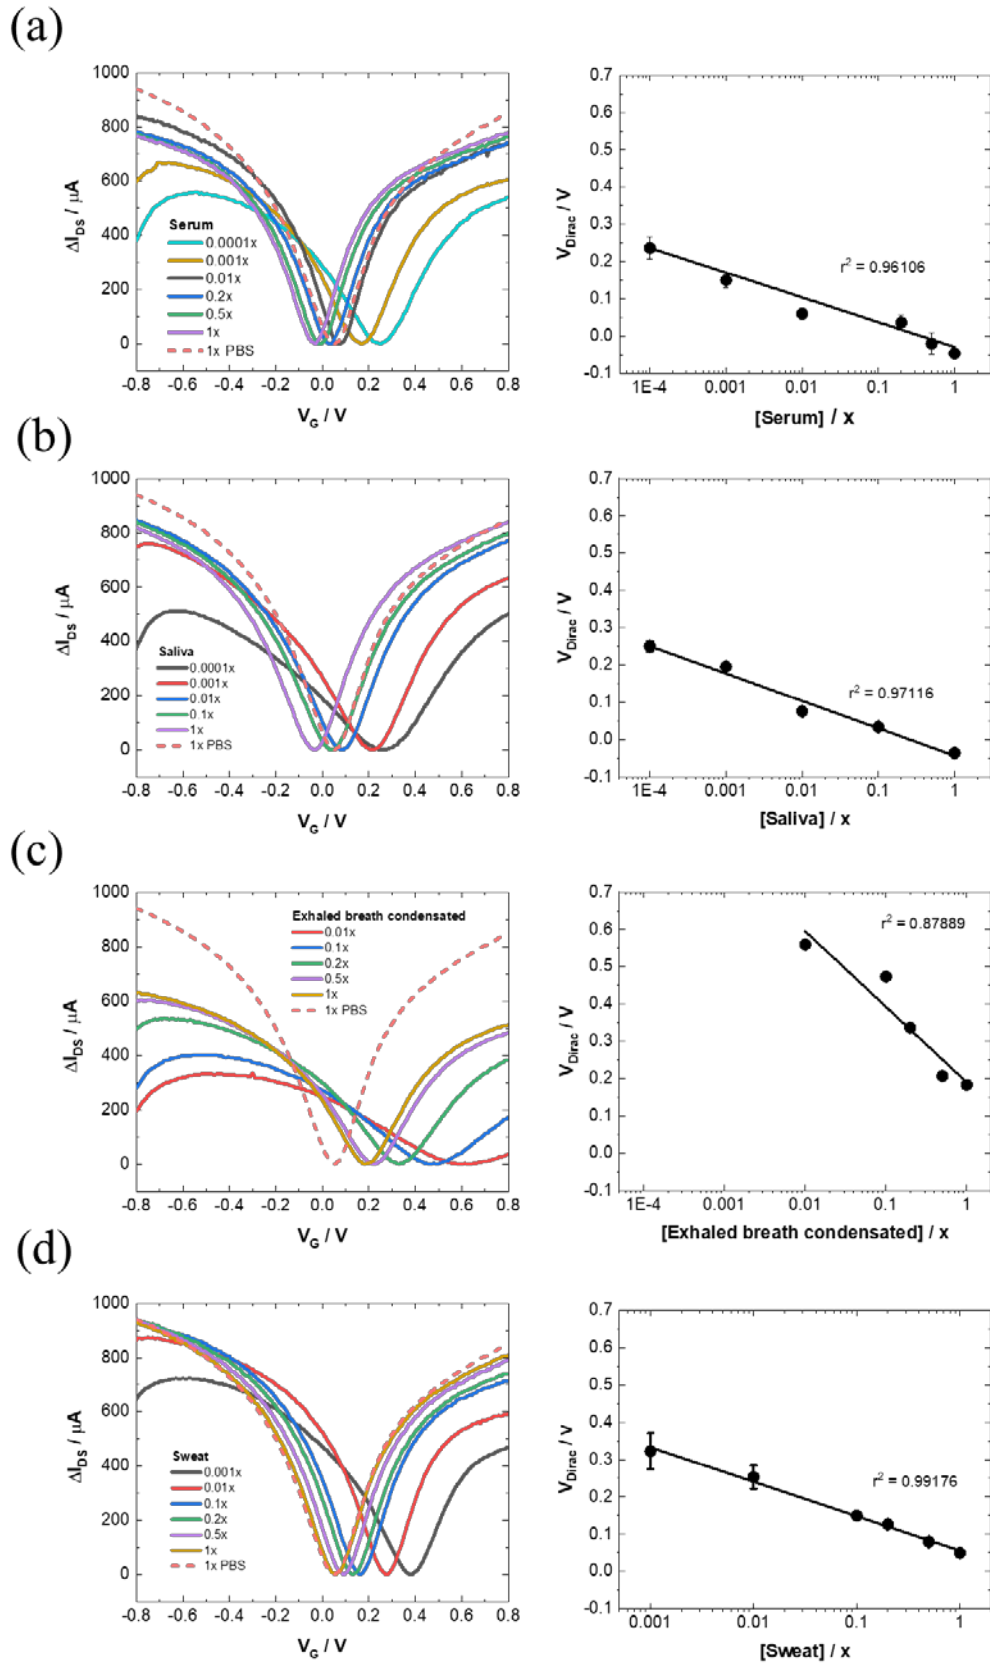 (a)
1000
800
600
400
200
0
ΔI_DS / μA
Serum
0.0001x
0.001x
0.01x
0.2x
0.5x
1x
1x PBS
-0.8 -0.6 -0.4 -0.2 0.0 0.2 0.4 0.6 0.8
V_G / V
0.7
0.6
0.5
0.4
0.3
0.2
0.1
0.0
-0.1
V_Dirac / V
r² = 0.96106
1E-4 0.001 0.01 0.1 1
[Serum] / x
(b)
1000
800
600
400
200
0
ΔI_DS / μA
Saliva
0.0001x
0.001x
0.01x
0.1x
1x
1x PBS
-0.8 -0.6 -0.4 -0.2 0.0 0.2 0.4 0.6 0.8
V_G / V
0.7
0.6
0.5
0.4
0.3
0.2
0.1
0.0
-0.1
V_Dirac / V
r² = 0.97116
1E-4 0.001 0.01 0.1 1
[Saliva] / x
(c)
1000
800
600
400
200
0
ΔI_DS / μA
Exhaled breath condensated
0.01x
0.1x
0.2x
0.5x
1x
1x PBS
-0.8 -0.6 -0.4 -0.2 0.0 0.2 0.4 0.6 0.8
V_G / V
0.7
0.6
0.5
0.4
0.3
0.2
0.1
0.0
-0.1
V_Dirac / V
r² = 0.87889
1E-4 0.001 0.01 0.1 1
[Exhaled breath condensated] / x
(d)
1000
800
600
400
200
0
ΔI_DS / μA
Sweat
0.001x
0.01x
0.1x
0.2x
0.5x
1x
1x PBS
-0.8 -0.6 -0.4 -0.2 0.0 0.2 0.4 0.6 0.8
V_G / V
0.7
0.6
0.5
0.4
0.3
0.2
0.1
0.0
-0.1
V_Dirac / V
r² = 0.99176
0.001 0.01 0.1 1
[Sweat] / x